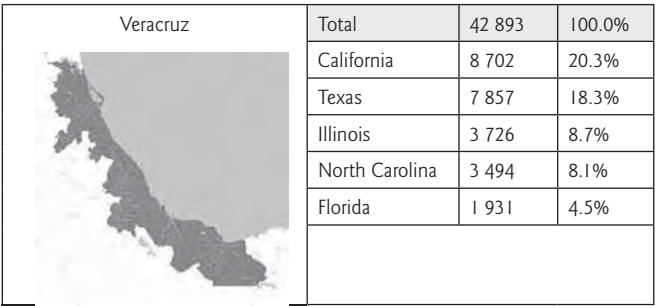 Veracruz
Total 42 893 100.0%
California 8 702 20.3%
Texas 7 857 18.3%
Illinois 3 726 8.7%
North Carolina 3 494 8.1%
Florida 1 931 4.5%